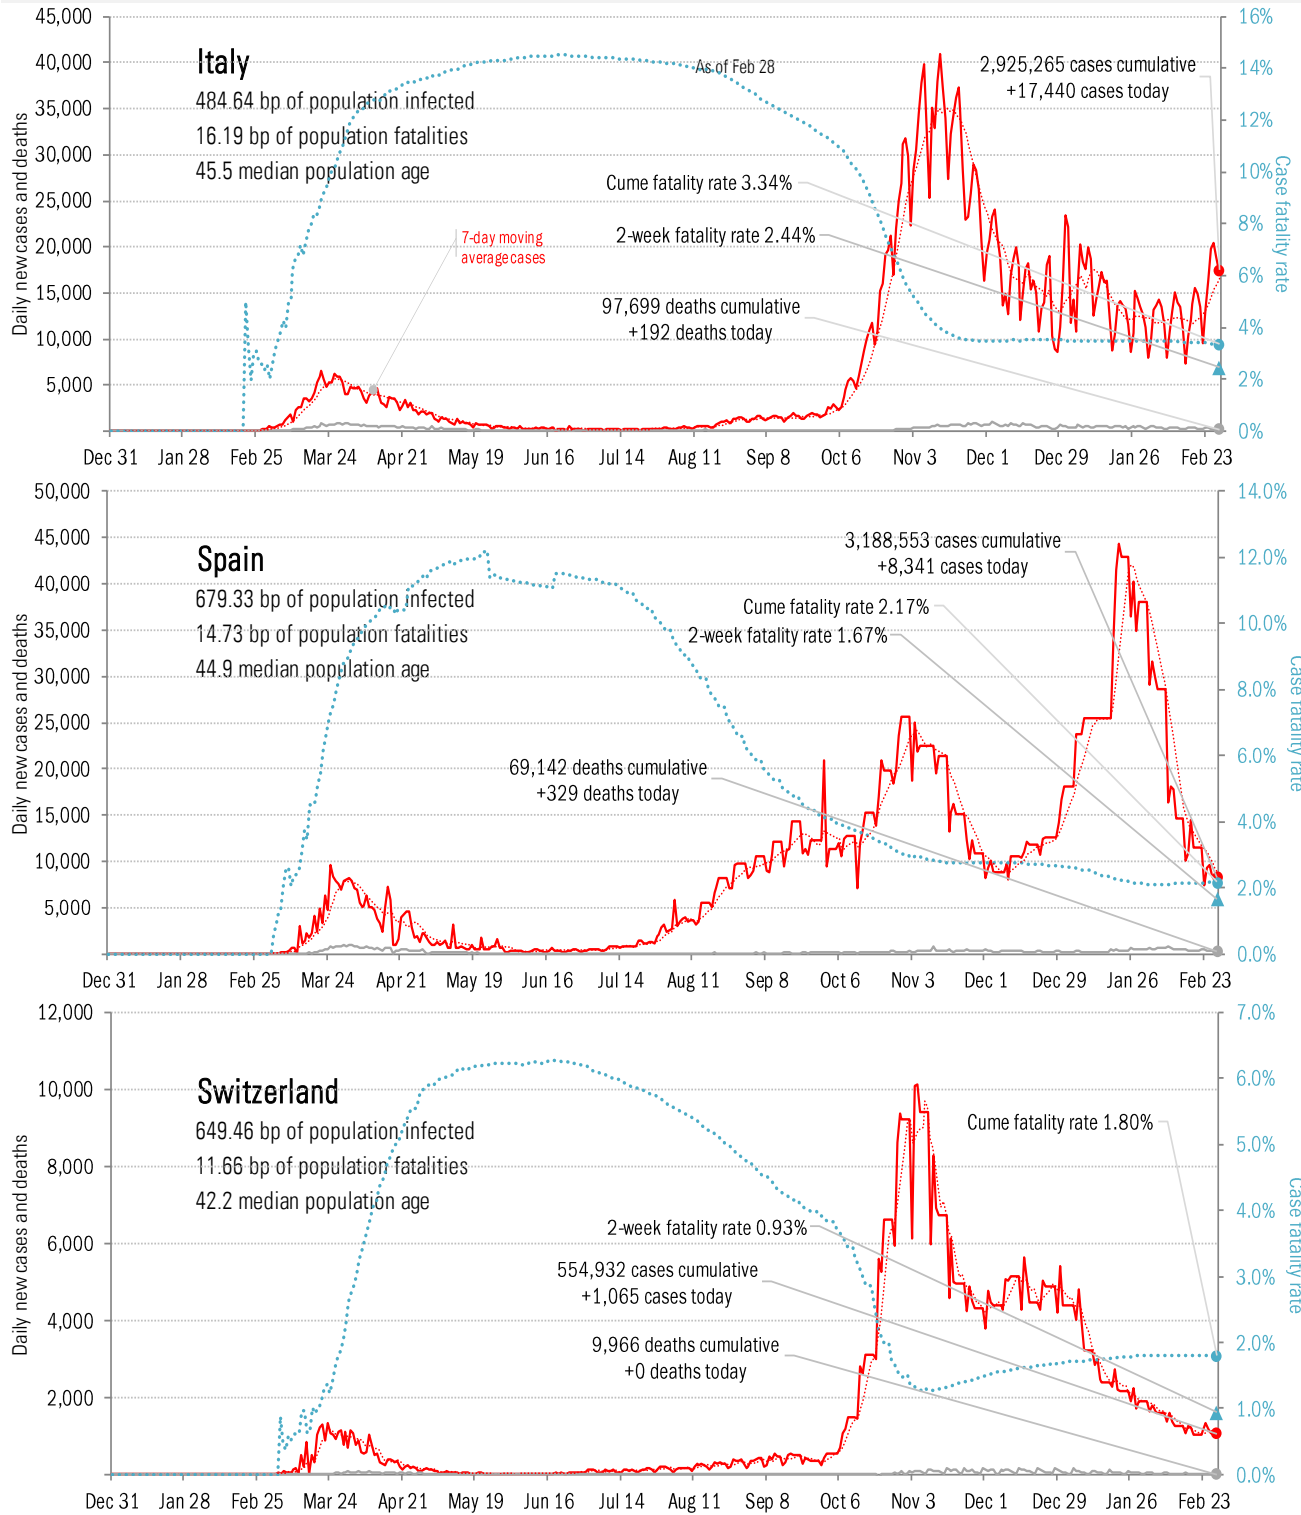 45,000
40,000
35,000
30,000
25,000
20,000
15,000
10,000
5,000
Daily new cases and deaths
Italy
484.64 bp of population infected
16.19 bp of population fatalities
45.5 median population age
As of Feb 28
2,925,265 cases cumulative
+17,440 cases today
Cume fatality rate 3.34%
2-week fatality rate 2.44%
7-day moving
average cases
97,699 deaths cumulative
+192 deaths today
16%
14%
12%
10%
8%
6%
4%
2%
0%
Case fatality rate
Dec 31 Jan 28 Feb 25 Mar 24 Apr 21 May 19 Jun 16 Jul 14 Aug 11 Sep 8 Oct 6 Nov 3 Dec 1 Dec 29 Jan 26 Feb 23
50,000
45,000
40,000
35,000
30,000
25,000
20,000
15,000
10,000
5,000
Daily new cases and deaths
Spain
679.33 bp of population infected
14.73 bp of population fatalities
44.9 median population age
3,188,553 cases cumulative
+8,341 cases today
Cume fatality rate 2.17%
2-week fatality rate 1.67%
69,142 deaths cumulative
+329 deaths today
14.0%
12.0%
10.0%
8.0%
6.0%
4.0%
2.0%
0.0%
Case fatality rate
Dec 31 Jan 28 Feb 25 Mar 24 Apr 21 May 19 Jun 16 Jul 14 Aug 11 Sep 8 Oct 6 Nov 3 Dec 1 Dec 29 Jan 26 Feb 23
12,000
10,000
8,000
6,000
4,000
2,000
Daily new cases and deaths
Switzerland
649.46 bp of population infected
11.66 bp of population fatalities
42.2 median population age
Cume fatality rate 1.80%
2-week fatality rate 0.93%
554,932 cases cumulative
+1,065 cases today
9,966 deaths cumulative
+0 deaths today
7.0%
6.0%
5.0%
4.0%
3.0%
2.0%
1.0%
0.0%
Case fatality rate
Dec 31 Jan 28 Feb 25 Mar 24 Apr 21 May 19 Jun 16 Jul 14 Aug 11 Sep 8 Oct 6 Nov 3 Dec 1 Dec 29 Jan 26 Feb 23